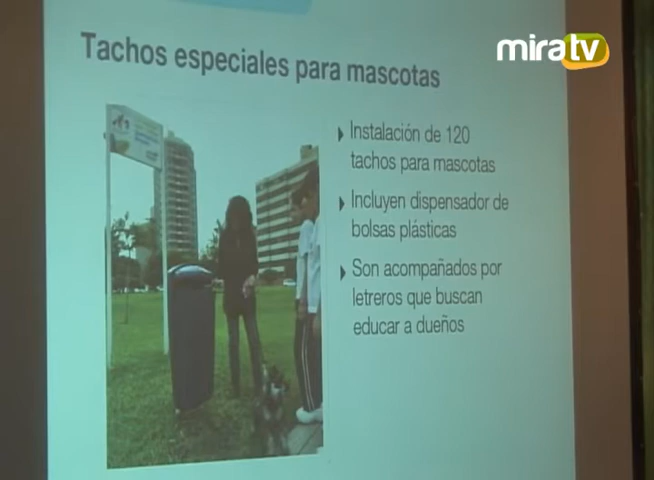 Tachos especiales para mascotas
miratv
Instalación de 120
tachos para mascotas
Incluyen dispensador de
bolsas plásticas
Son acompañados por
letreros que buscan
educar a dueños